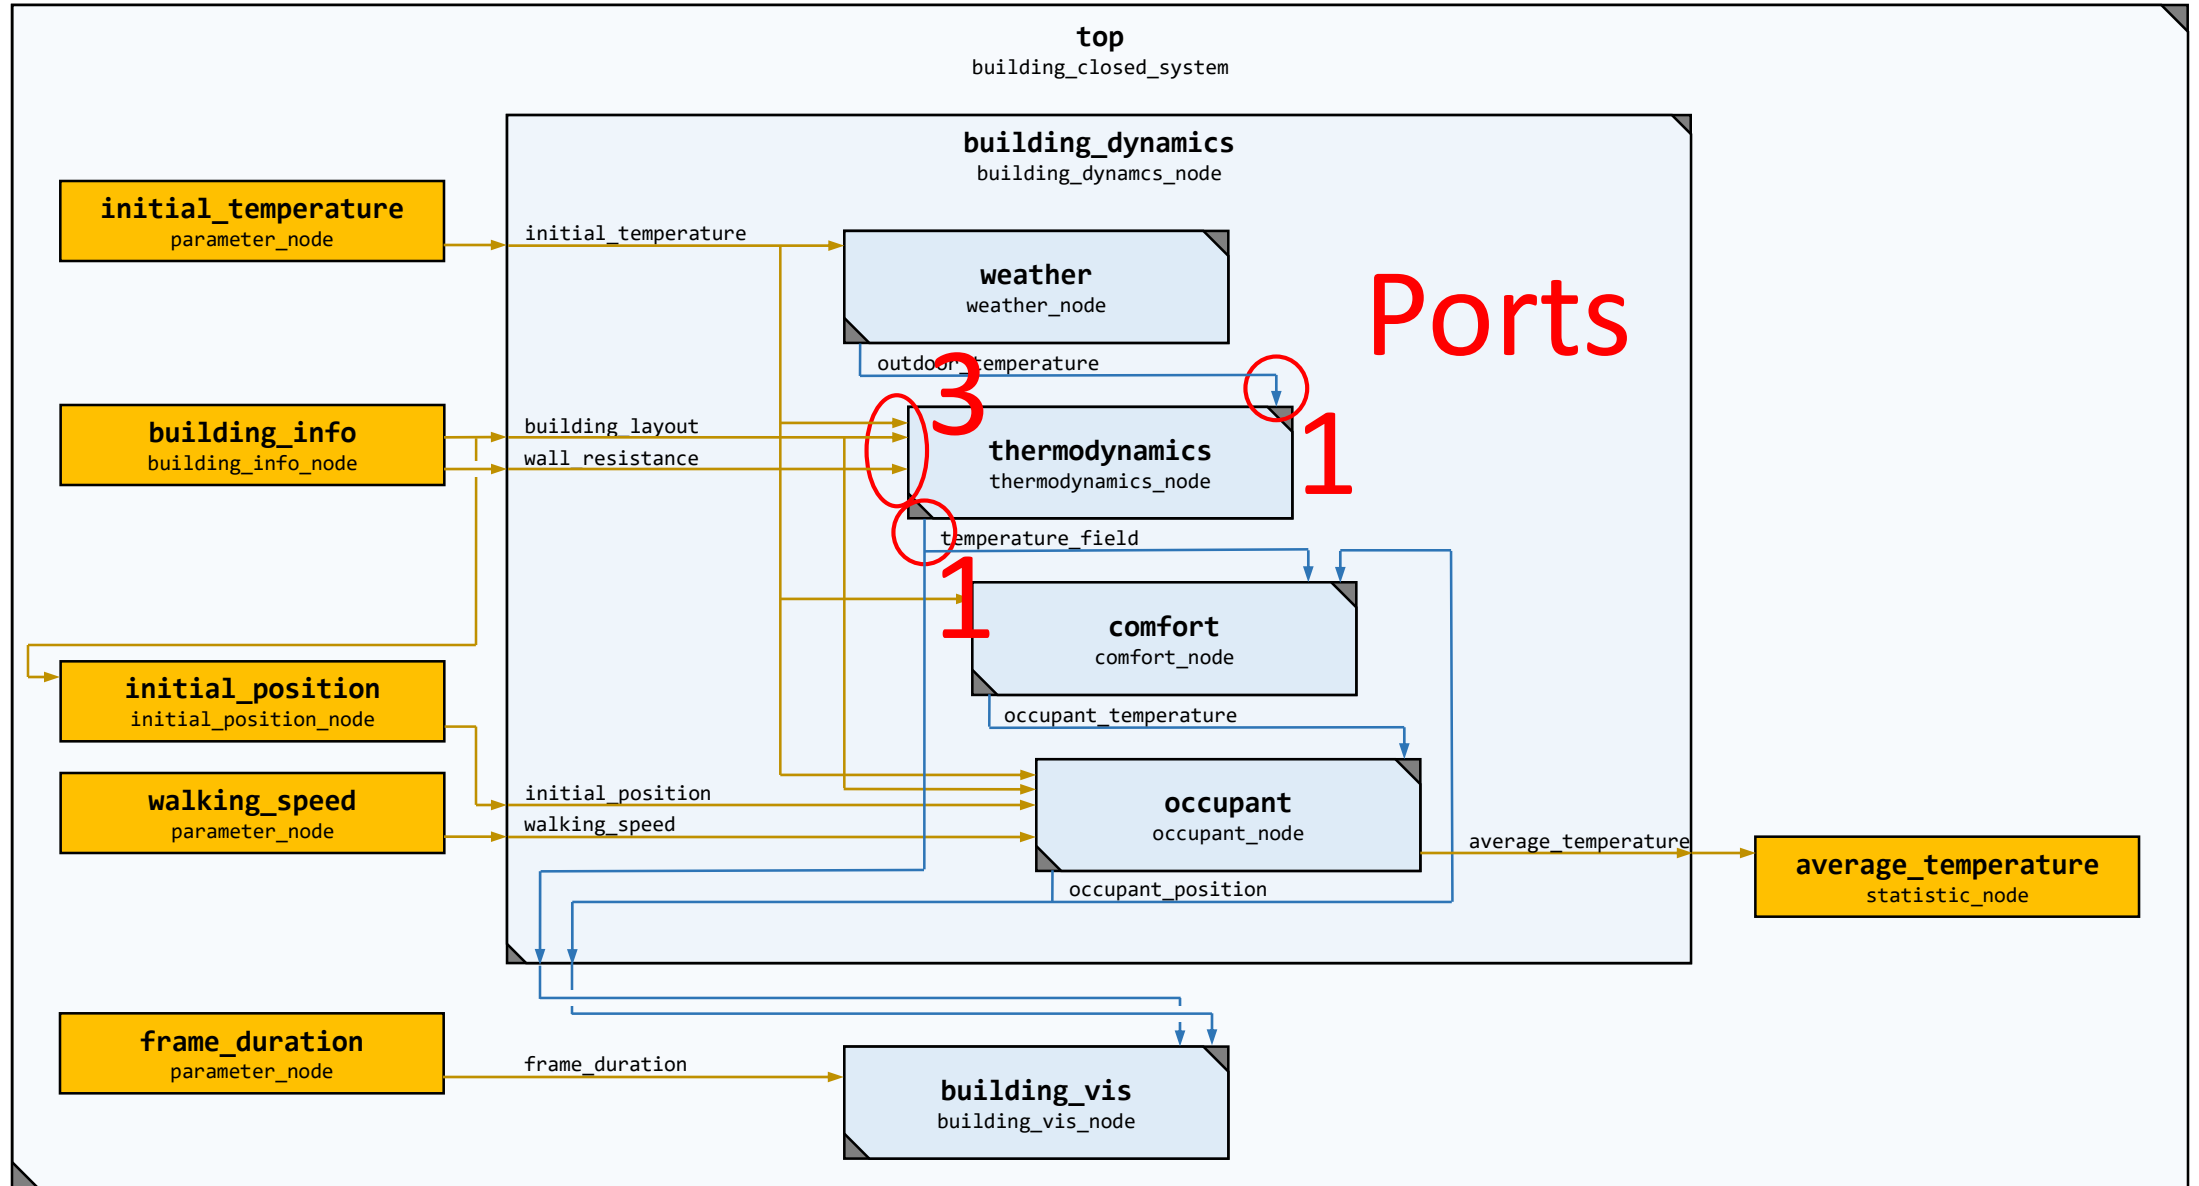 top
building_closed_system
building_dynamics
building_dynamcs_node
initial_temperature
parameter_node
initial_temperature
weather
weather_node
Ports
outdoor_temperature
3
1
building_info
building_info_node
building_layout
wall_resistance
thermodynamics
thermodynamics_node
temperature_field
1
comfort
comfort_node
initial_position
initial_position_node
occupant_temperature
walking_speed
parameter_node
initial_position
walking_speed
occupant
occupant_node
average_temperature
average_temperature
statistic_node
occupant_position
frame_duration
parameter_node
frame_duration
building_vis
building_vis_node